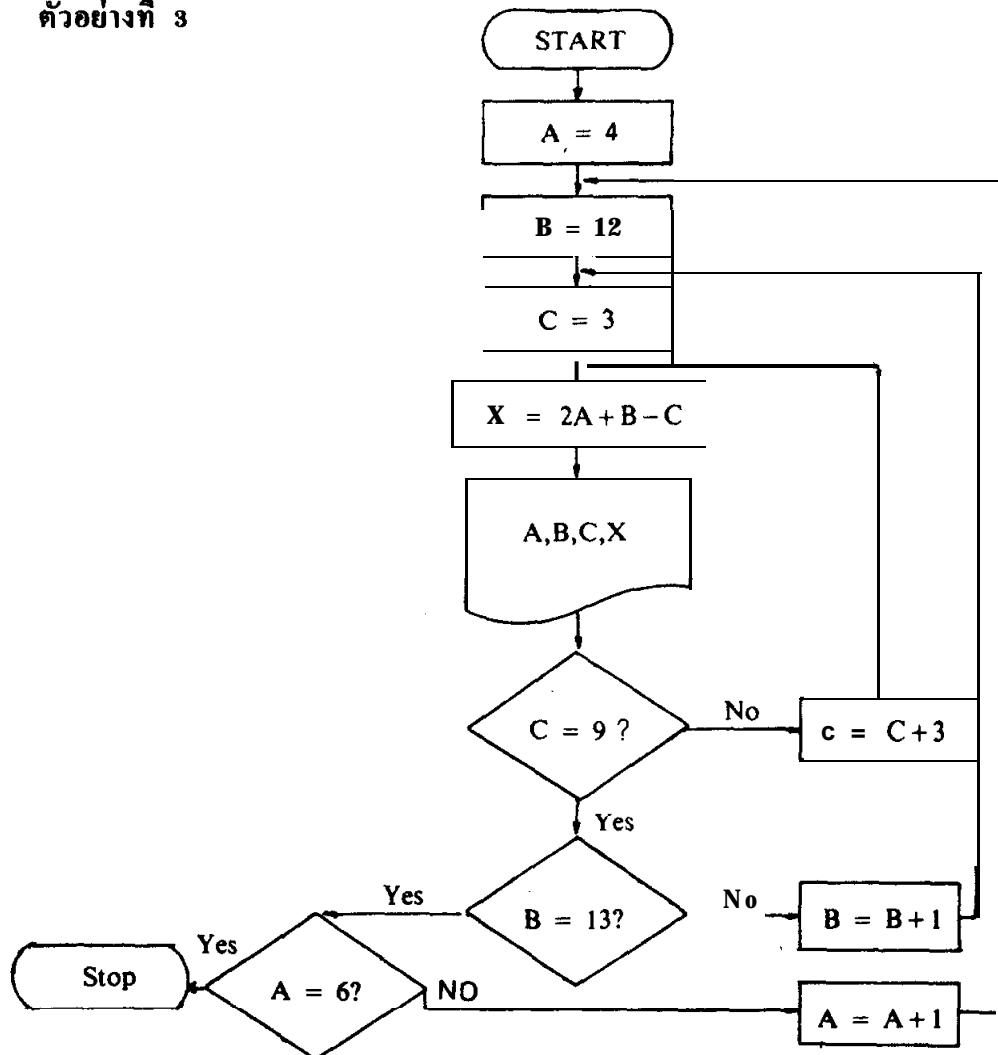 ตัวอย่างที่ 3
START
A = 4
B = 12
C = 3
X = 2A + B - C
A,B,C,X
C = 9 ?
No
c = C + 3
Yes
B = 13?
No
B = B + 1
Yes
A = 6?
Yes
Stop
NO
A = A + 1